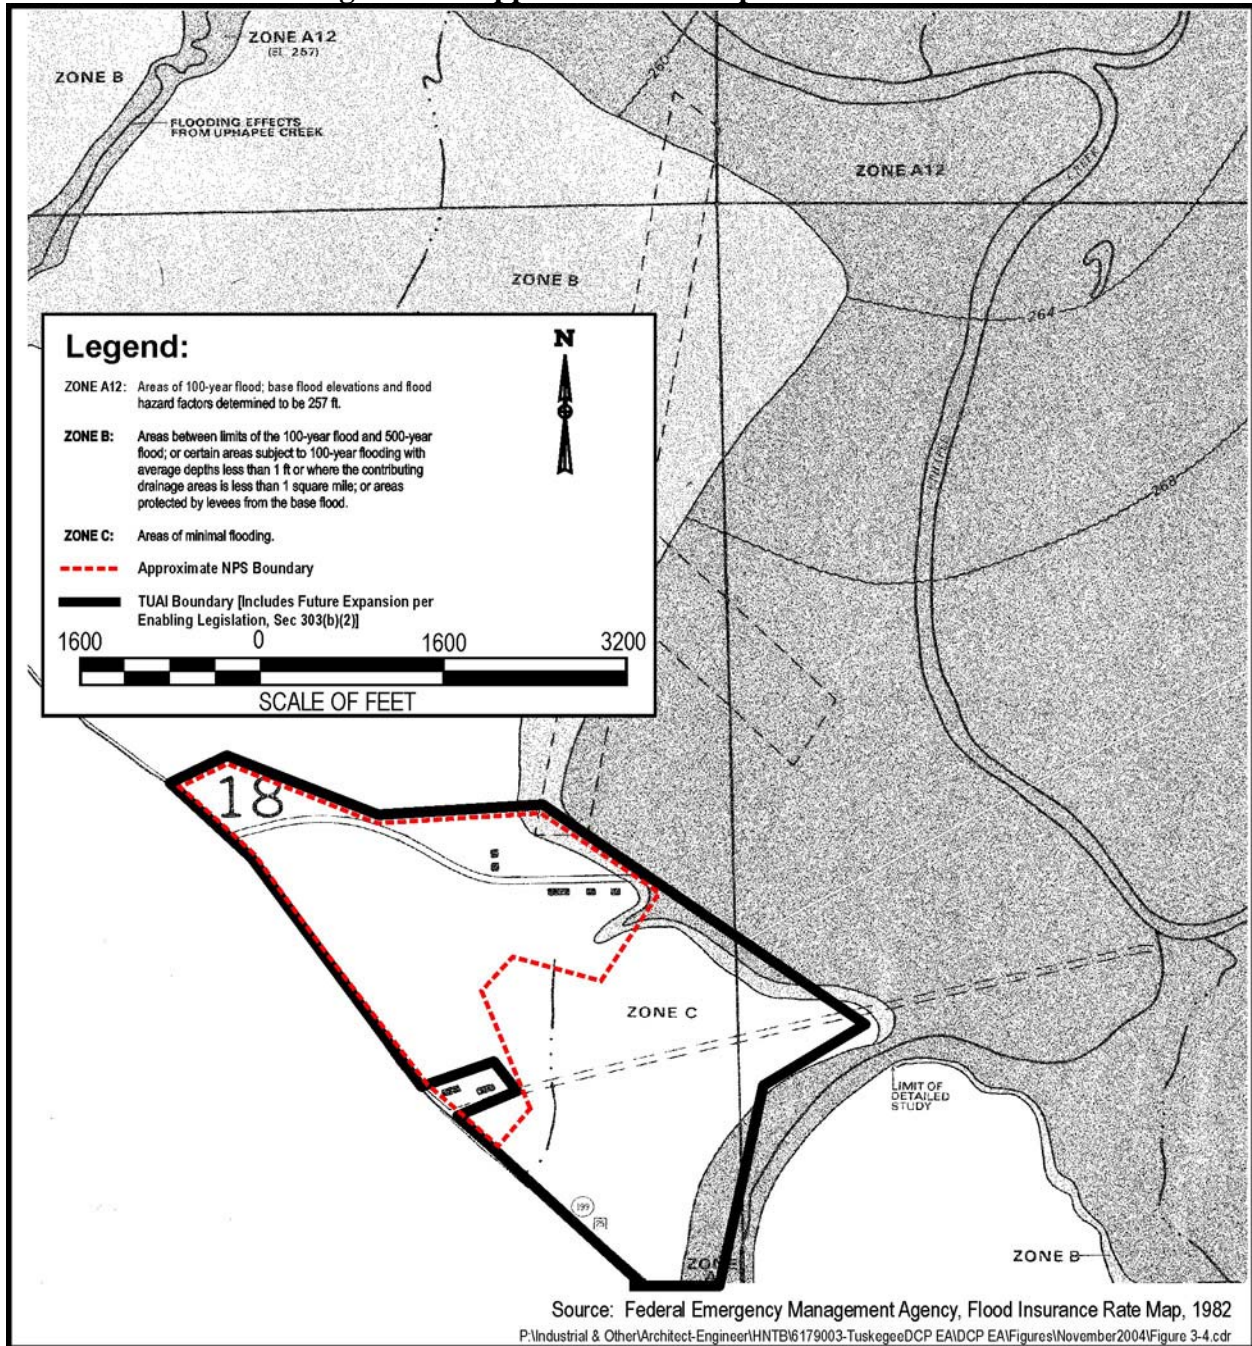 ZONE A12
(EL 257)
ZONE B
FLOODING EFFECTS
FROM UPHAPEE CREEK
260
CREEK
ZONE A12
ZONE B
264
268
Legend:
N
ZONE A12: Areas of 100-year flood; base flood elevations and flood
hazard factors determined to be 257 ft.
ZONE B: Areas between limits of the 100-year flood and 500-year
flood; or certain areas subject to 100-year flooding with
average depths less than 1 ft or where the contributing
drainage areas is less than 1 square mile; or areas
protected by levees from the base flood.
ZONE C: Areas of minimal flooding.
Approximate NPS Boundary
TUAI Boundary [Includes Future Expansion per
Enabling Legislation, Sec 303(b)(2)]
1600 0 1600 3200
SCALE OF FEET
18
ZONE C
LIMIT OF
DETAILED
STUDY
199
ZONE B
ZONE
Source: Federal Emergency Management Agency, Flood Insurance Rate Map, 1982
P:\Industrial & Other\Architect-Engineer\HNTB\6179003-TuskegeeDCP EA\DCP EA\Figures\November2004\Figure 3-4.cdr